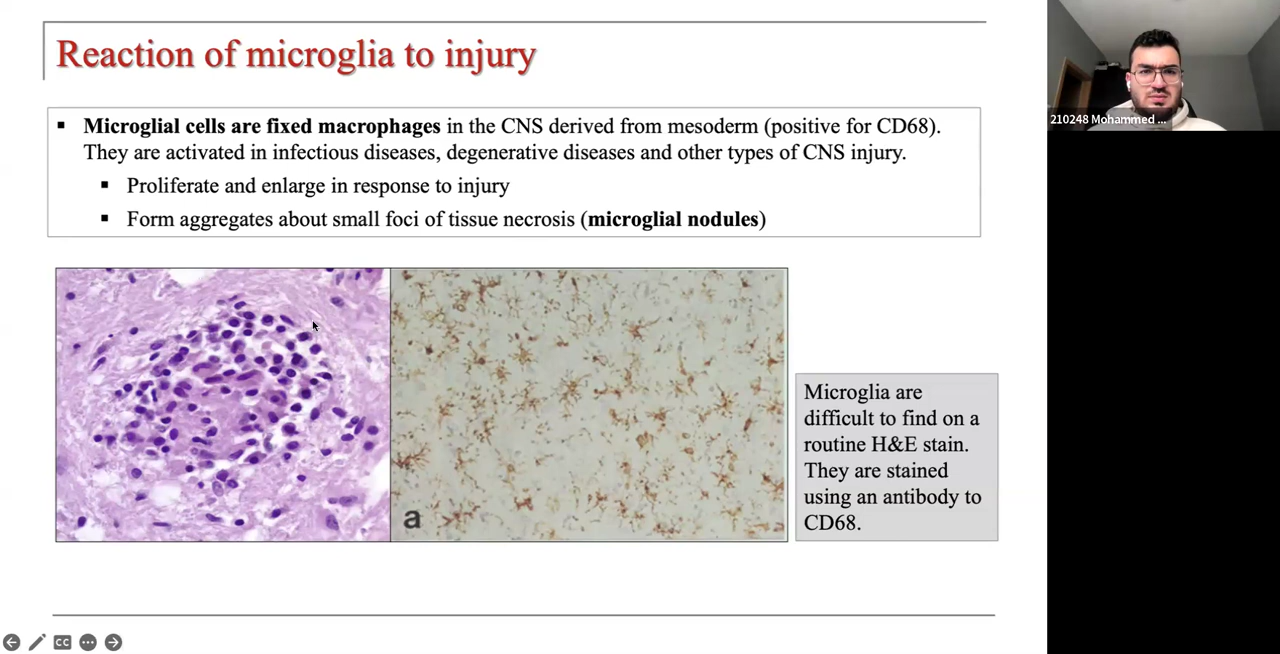 Reaction of microglia to injury
▪ Microglial cells are fixed macrophages in the CNS derived from mesoderm (positive for CD68).
They are activated in infectious diseases, degenerative diseases and other types of CNS injury.
▪ Proliferate and enlarge in response to injury
▪ Form aggregates about small foci of tissue necrosis (microglial nodules)
a
Microglia are
difficult to find on a
routine H&E stain.
They are stained
using an antibody to
CD68.
210248 Mohammed ...
CC